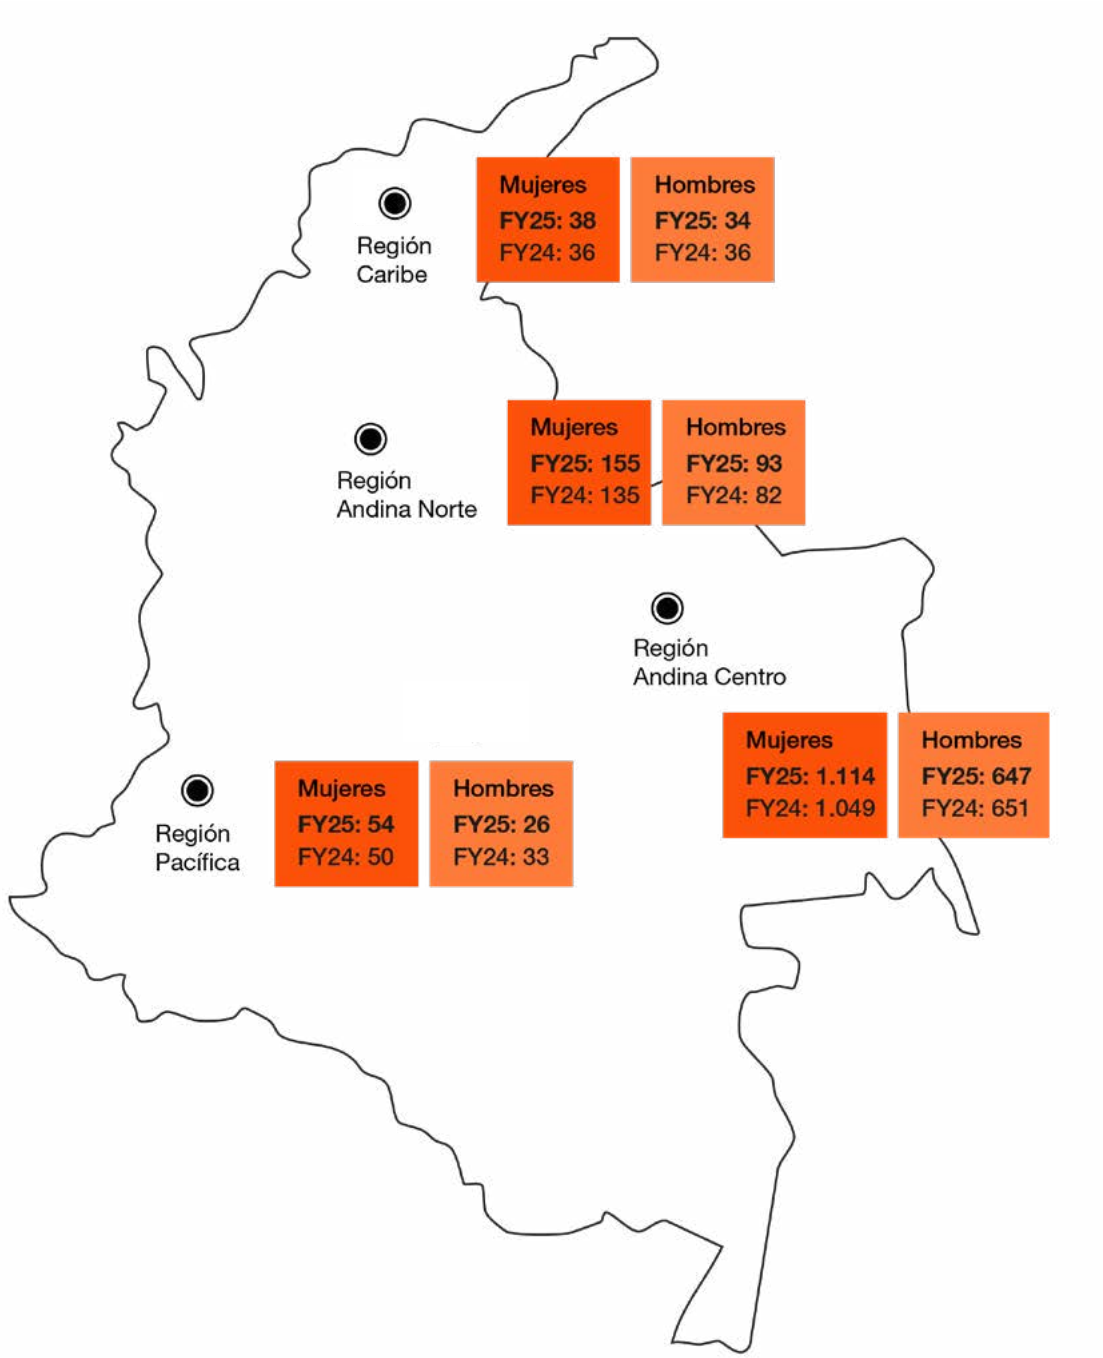 Mujeres
FY25: 38
FY24: 36
Hombres
FY25: 34
FY24: 36
Región
Caribe
Mujeres
FY25: 155
FY24: 135
Hombres
FY25: 93
FY24: 82
Región
Andina Norte
Región
Andina Centro
Mujeres
FY25: 1.114
FY24: 1.049
Hombres
FY25: 647
FY24: 651
Región
Pacífica
Mujeres
FY25: 54
FY24: 50
Hombres
FY25: 26
FY24: 33